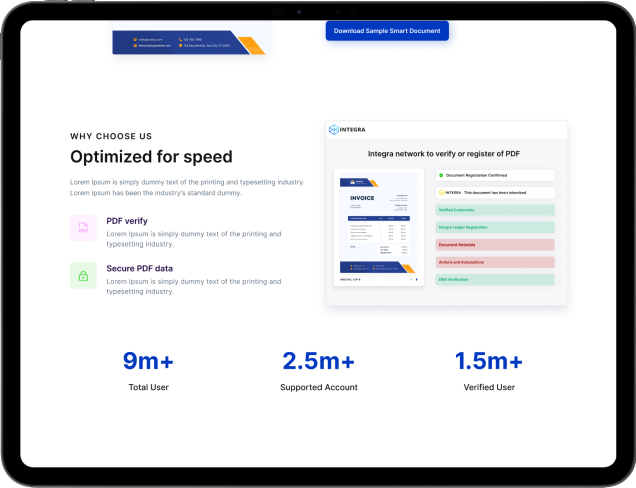 Download Sample Smart Document
WHY CHOOSE US
Optimized for speed
Lorem Ipsum is simply dummy text of the printing and typesetting industry.
Lorem Ipsum has been the industry's standard dummy.
PDF
PDF verify
Lorem Ipsum is simply dummy text of the printing and
typesetting industry.
Secure PDF data
Lorem Ipsum is simply dummy text of the printing and
typesetting industry.
INTEGRA
Integra network to verify or register of PDF
INVOICE
Document Registration Confirmed
INTEGRA This document has been tokenized
Verified Credentials
Integra Ledger Registration
Document Metadata
Actions and Automations
ENS Verification
9m+
Total User
2.5m+
Supported Account
1.5m+
Verified User